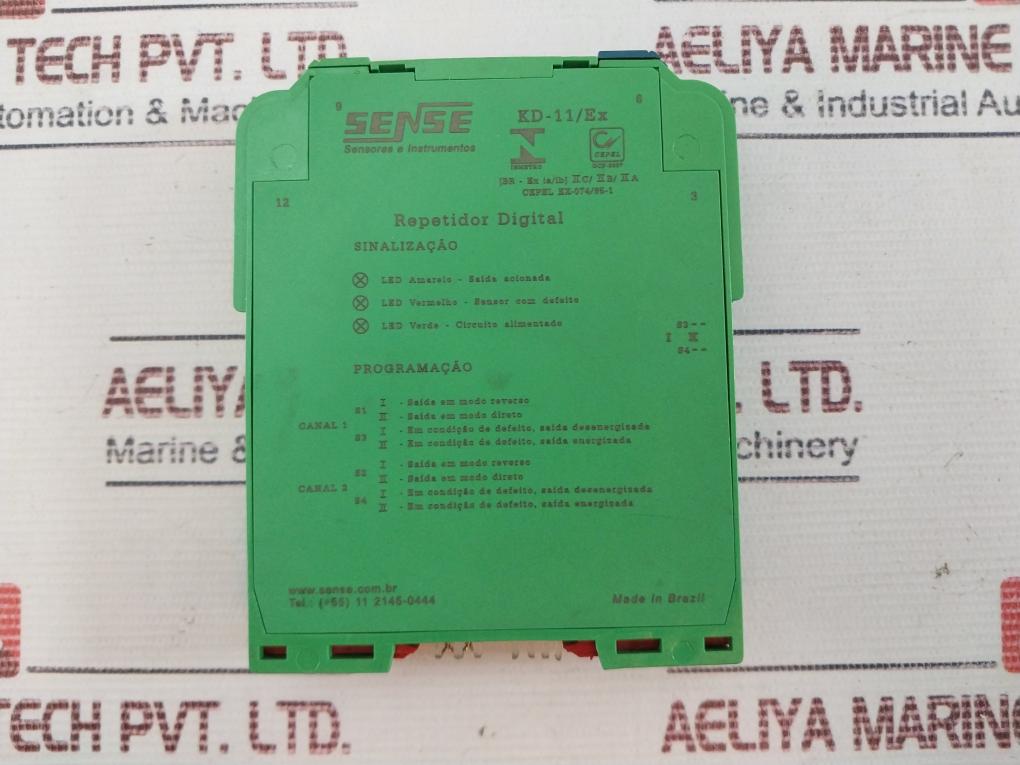 TECH PVT. LTD.
AELIYA MARINE
tomation & Mac
ne & Industrial Au
9
6
SENSE
Sensores e Instrumentos
KD-11/Ex
INMETRO
CEPEL
[BR - Ex ia/ib] IIC/ IIB/ IIA
CEPEL EX-074/95-1
12
3
Repetidor Digital
SINALIZAÇÃO
LED Amarelo - Saída acionada
LED Vermelho - Sensor com defeito
LED Verde - Circuito alimentado
S3--
I II
S4--
PROGRAMAÇÃO
CANAL 1
S1
I - Saída em modo reverso
II - Saída em modo direto
S3
I - Em condição de defeito, saída desenergizada
II - Em condição de defeito, saída energizada
CANAL 2
S2
I - Saída em modo reverso
II - Saída em modo direto
S4
I - Em condição de defeito, saída desenergizada
II - Em condição de defeito, saída energizada
www.sense.com.br
Tel.: (+55) 11 2145-0444
Made in Brazil
AELIYA
. LTD.
Marine &
chinery
TECH PVT. LTD.
AELIYA MARINE